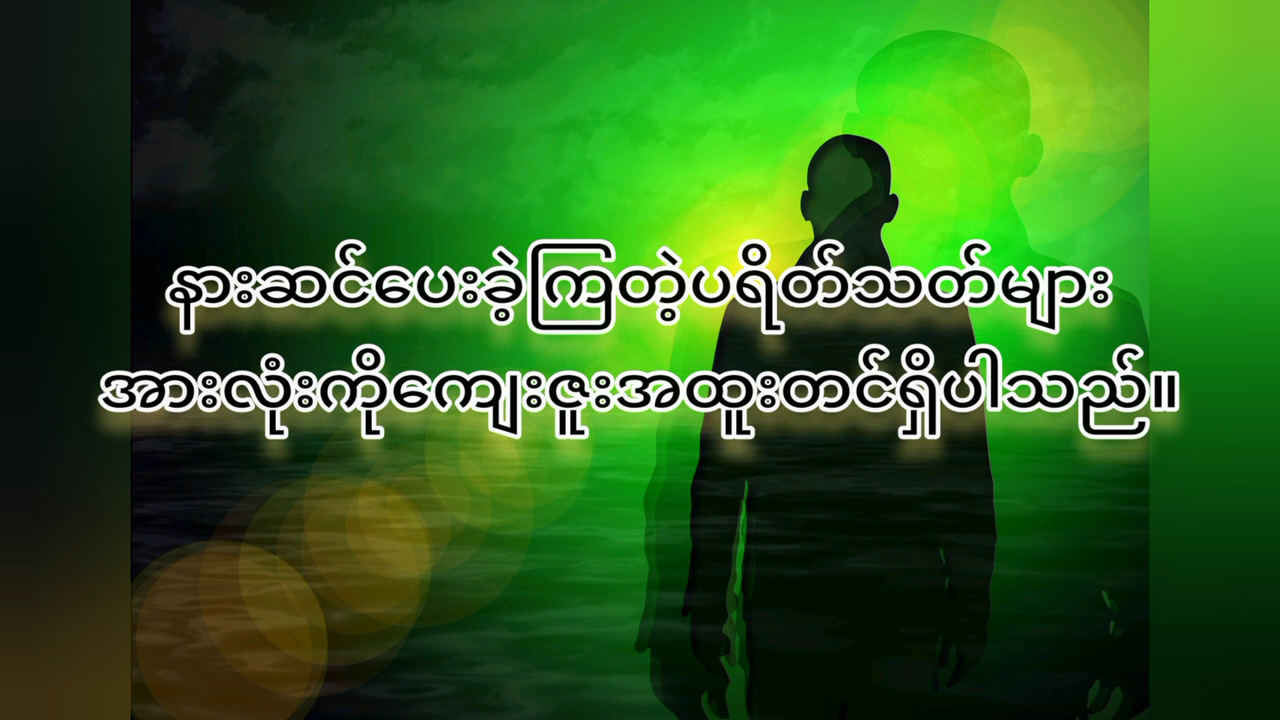 နားဆင်ပေးခဲ့ကြတဲ့ပရိတ်သတ်များ
အားလုံးကိုကျေးဇူးအထူးတင်ရှိပါသည်။